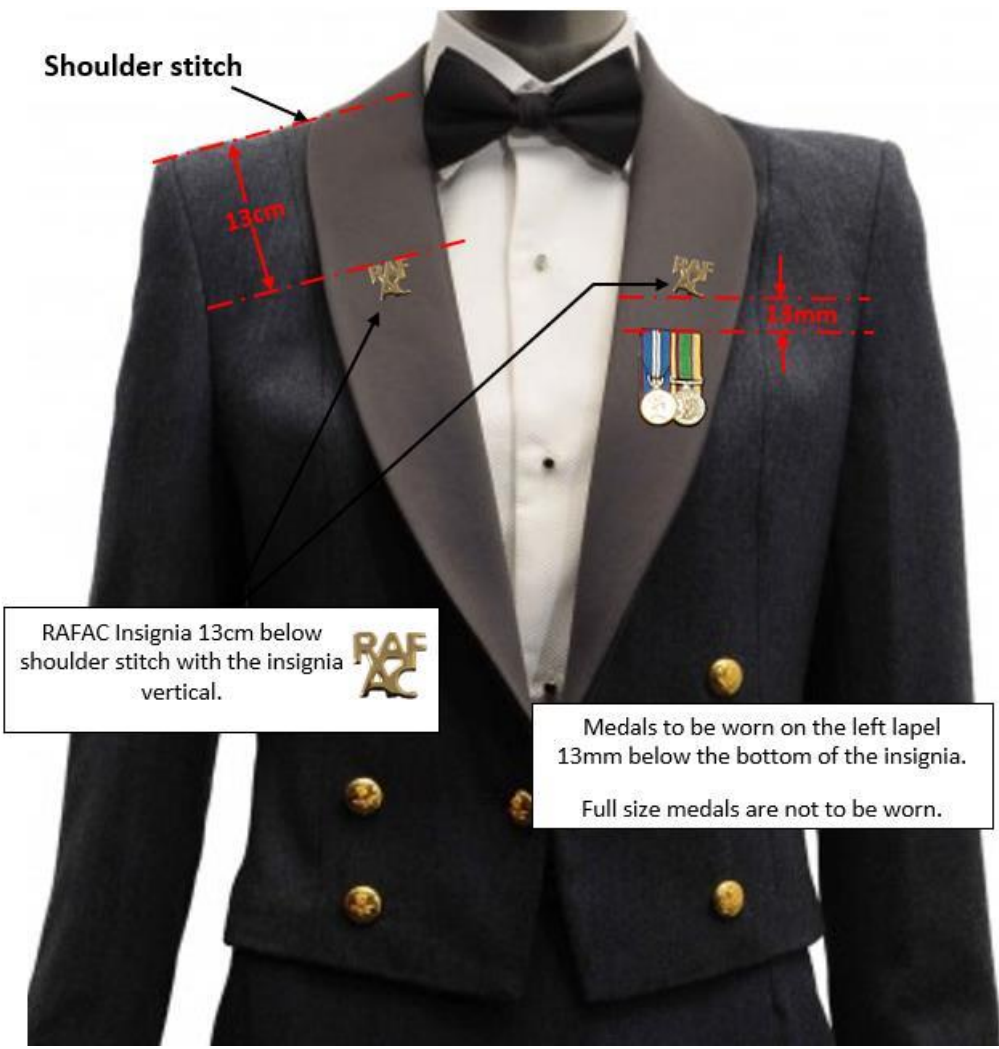 Shoulder stitch
13cm
RAF
AC
RAF
AC
13mm
RAFAC Insignia 13cm below
shoulder stitch with the insignia
vertical.
RAF
AC
Medals to be worn on the left lapel
13mm below the bottom of the insignia.
Full size medals are not to be worn.